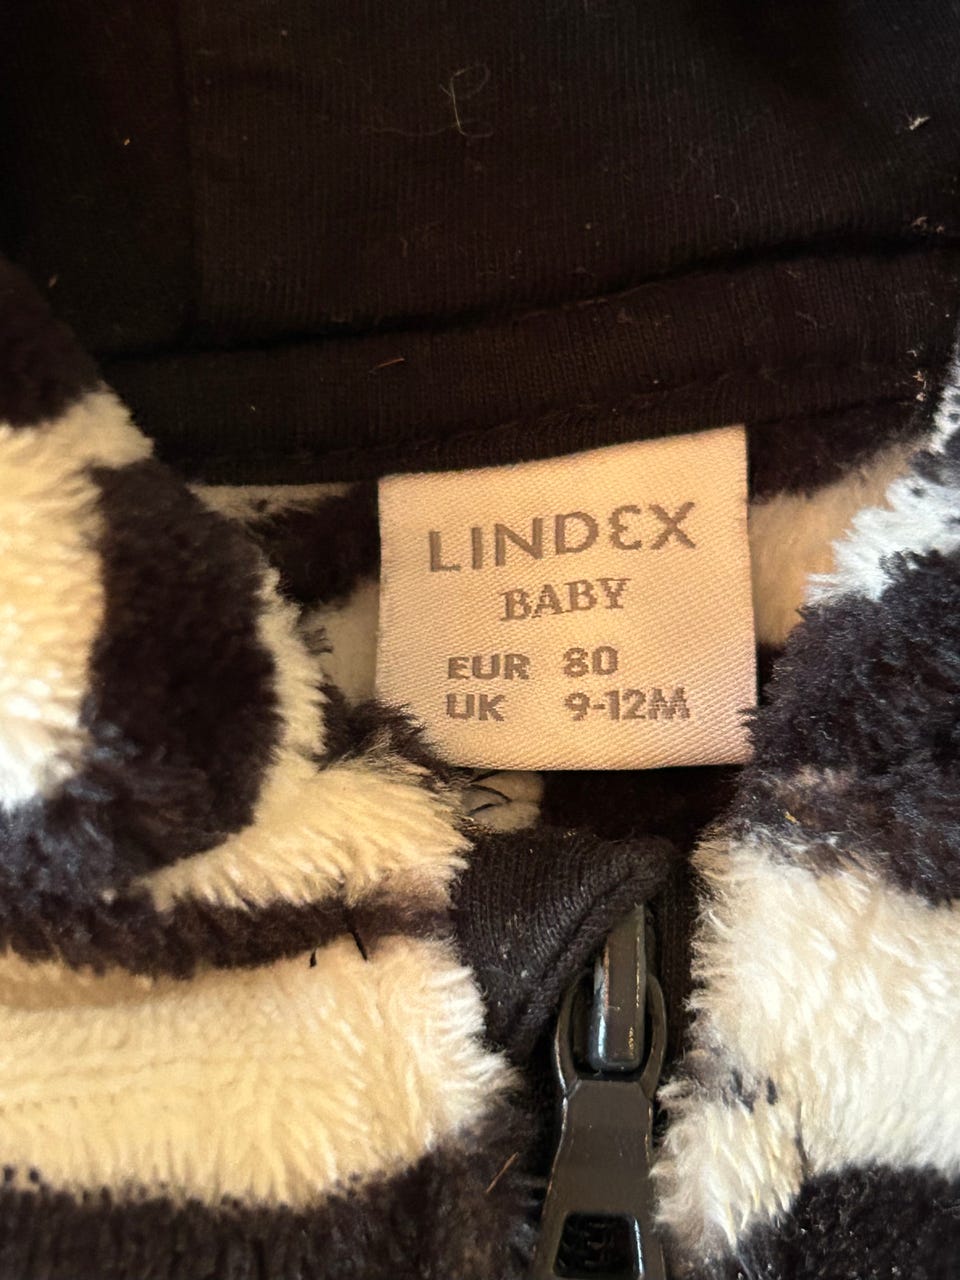 LINDEX
BABY
EUR 80
UK 9-12M